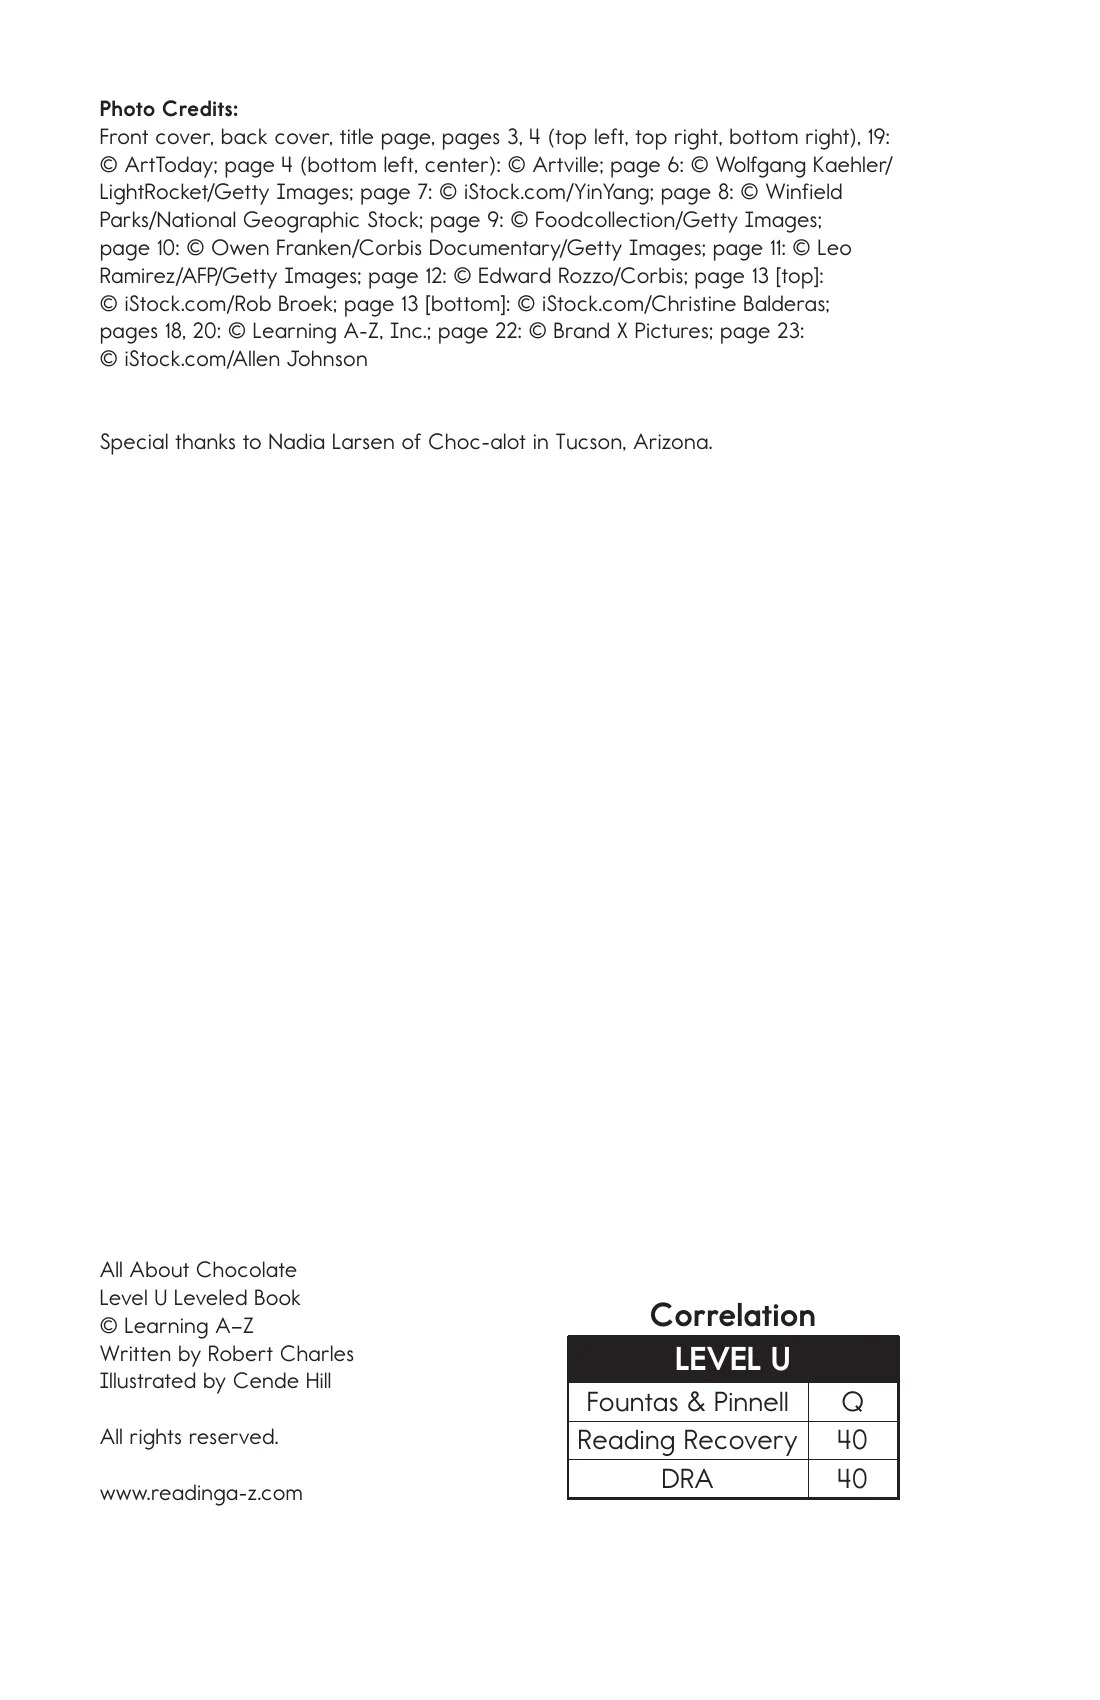 Photo Credits:
Front cover, back cover, title page, pages 3, 4 (top left, top right, bottom right), 19:
© ArtToday; page 4 (bottom left, center): © Artville; page 6: © Wolfgang Kaehler/
LightRocket/Getty Images; page 7: © iStock.com/YinYang; page 8: © Winfield
Parks/National Geographic Stock; page 9: © Foodcollection/Getty Images;
page 10: © Owen Franken/Corbis Documentary/Getty Images; page 11: © Leo
Ramirez/AFP/Getty Images; page 12: © Edward Rozzo/Corbis; page 13 [top]:
© iStock.com/Rob Broek; page 13 [bottom]: © iStock.com/Christine Balderas;
pages 18, 20: © Learning A-Z, Inc.; page 22: © Brand X Pictures; page 23:
© iStock.com/Allen Johnson
Special thanks to Nadia Larsen of Choc-alot in Tucson, Arizona.
All About Chocolate
Level U Leveled Book
© Learning A–Z
Written by Robert Charles
Illustrated by Cende Hill
All rights reserved.
www.readinga-z.com
Correlation
LEVEL U
Fountas & Pinnell Q
Reading Recovery 40
DRA 40